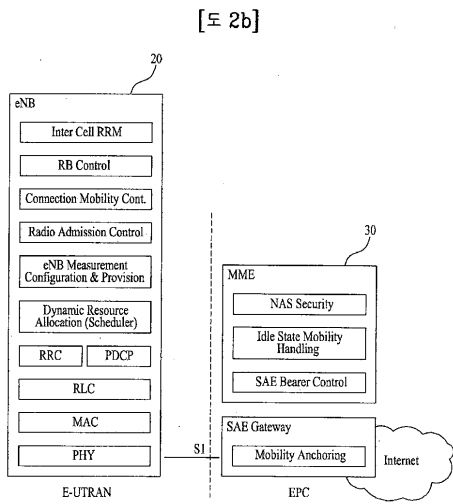 [도 2b]
20
eNB
Inter Cell RRM
RB Control
Connection Mobility Cont.
Radio Admission Control
eNB Measurement
Configuration & Provision
Dynamic Resource
Allocation (Scheduler)
RRC
PDCP
RLC
MAC
PHY
E-UTRAN
S1
30
MME
NAS Security
Idle State Mobility
Handling
SAE Bearer Control
SAE Gateway
Mobility Anchoring
Internet
EPC